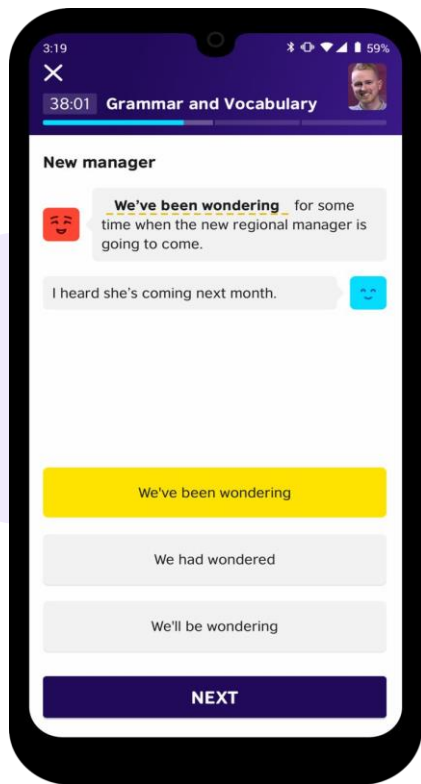 3:19 59%
38:01 Grammar and Vocabulary
New manager
We've been wondering for some
time when the new regional manager is
going to come.
I heard she's coming next month.
We've been wondering
We had wondered
We'll be wondering
NEXT